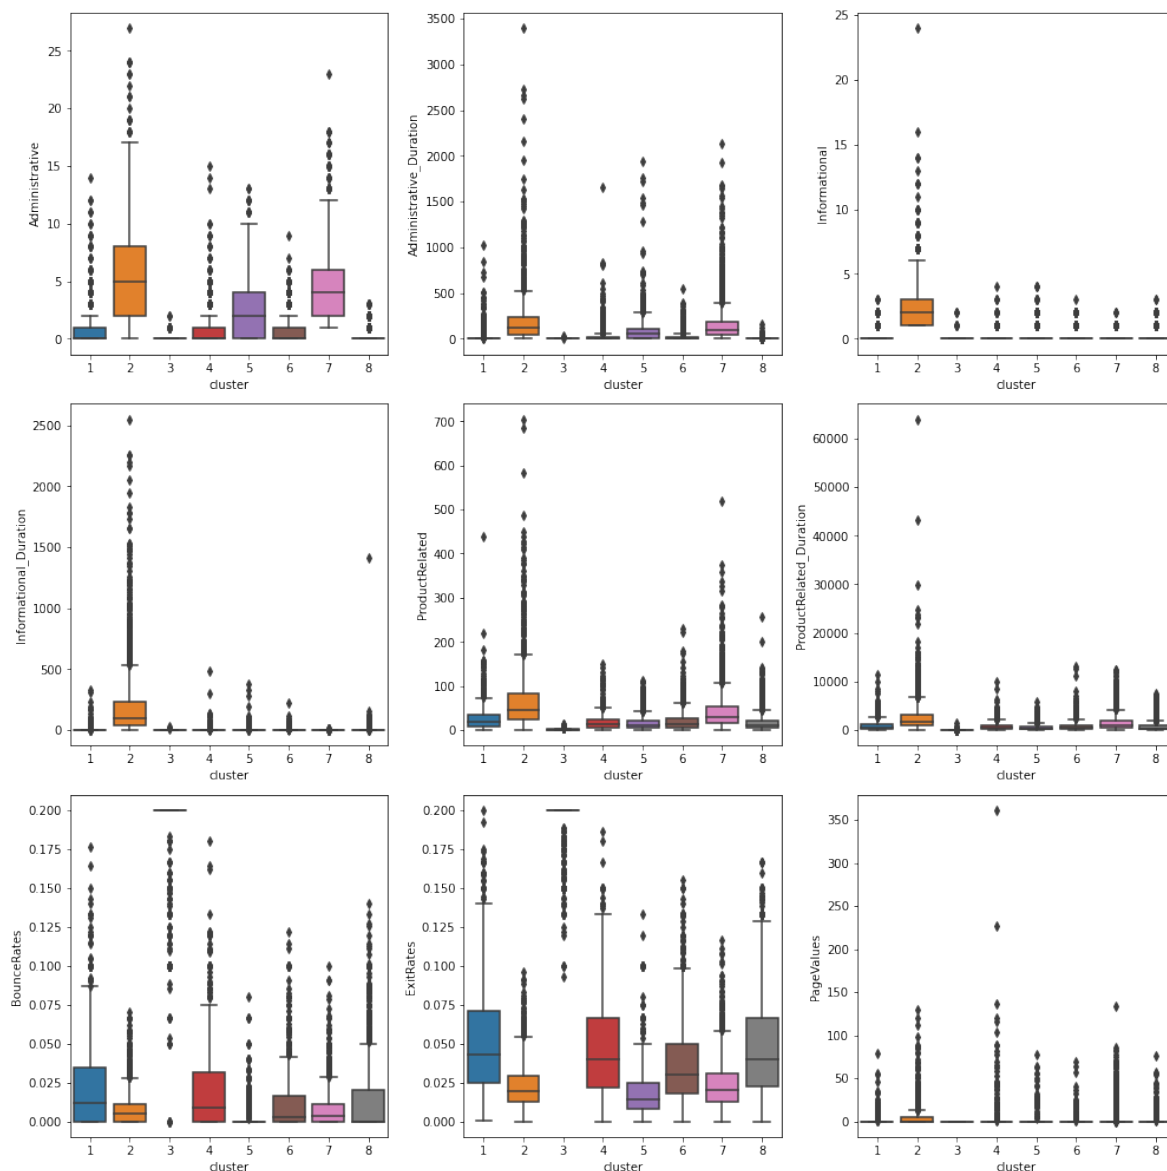 Administrative
25
20
15
10
5
0
1 2 3 4 5 6 7 8
cluster
Administrative_Duration
3500
3000
2500
2000
1500
1000
500
0
1 2 3 4 5 6 7 8
cluster
Informational
25
20
15
10
5
0
1 2 3 4 5 6 7 8
cluster
Informational_Duration
2500
2000
1500
1000
500
0
1 2 3 4 5 6 7 8
cluster
ProductRelated
700
600
500
400
300
200
100
0
1 2 3 4 5 6 7 8
cluster
ProductRelated_Duration
60000
50000
40000
30000
20000
10000
0
1 2 3 4 5 6 7 8
cluster
BounceRates
0.200
0.175
0.150
0.125
0.100
0.075
0.050
0.025
0.000
1 2 3 4 5 6 7 8
cluster
ExitRates
0.200
0.175
0.150
0.125
0.100
0.075
0.050
0.025
0.000
1 2 3 4 5 6 7 8
cluster
PageValues
350
300
250
200
150
100
50
0
1 2 3 4 5 6 7 8
cluster